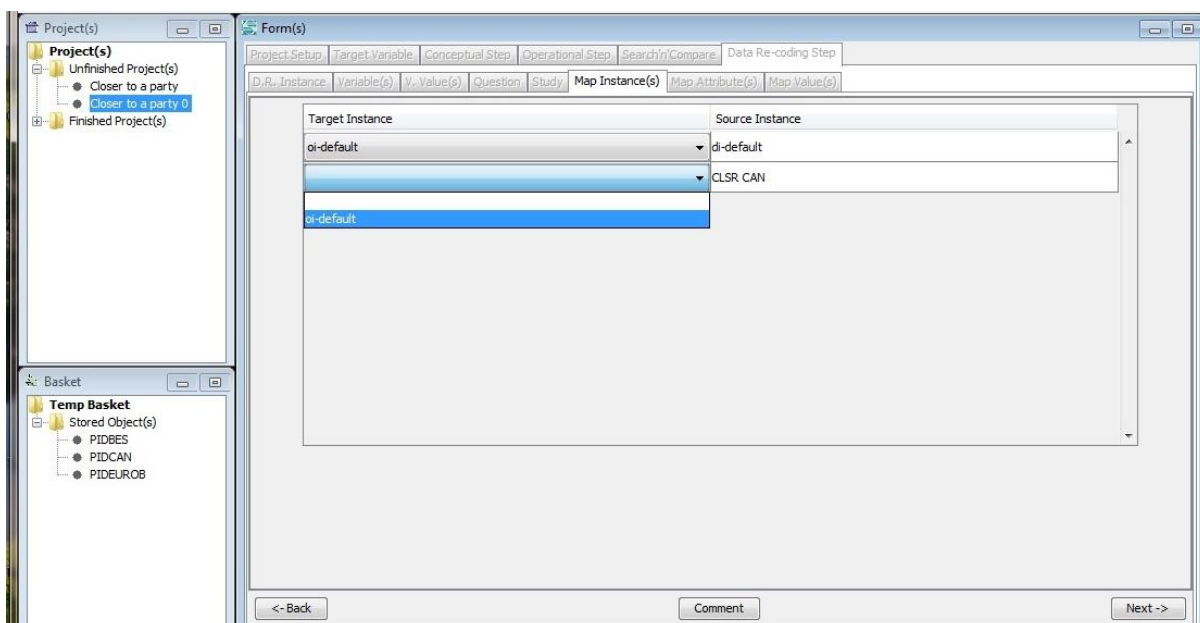 Project(s)
Project(s)
Unfinished Project(s)
Closer to a party
Closer to a party 0
Finished Project(s)
Basket
Temp Basket
Stored Object(s)
PIDBES
PIDCAN
PIDEUROB
Form(s)
Project Setup Target Variable Conceptual Step Operational Step Search'n'Compare Data Re-coding Step
D.R. Instance Variable(s) V. Value(s) Question Study Map Instance(s) Map Attribute(s) Map Value(s)
Target Instance Source Instance
oi-default di-default
CLSR CAN
oi-default
<- Back Comment Next ->